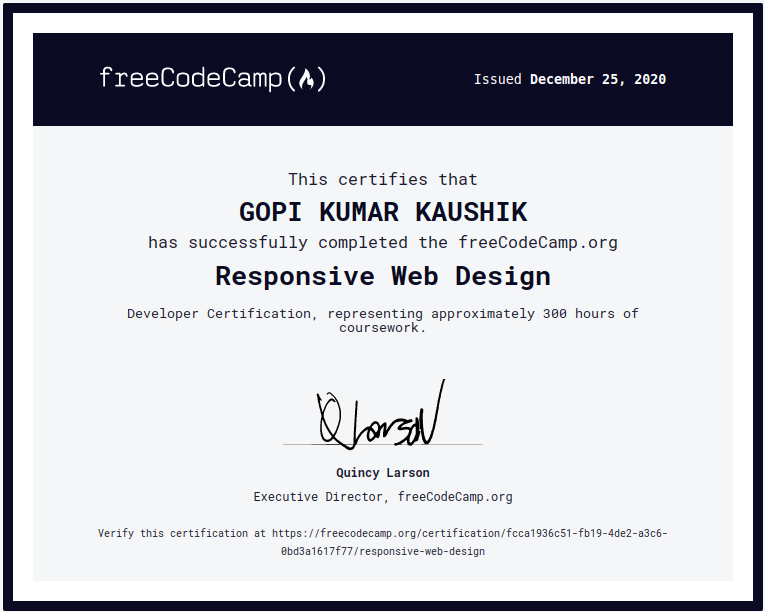 freeCodeCamp(🔥)
Issued December 25, 2020
This certifies that
GOPI KUMAR KAUSHIK
has successfully completed the freeCodeCamp.org
Responsive Web Design
Developer Certification, representing approximately 300 hours of
coursework.
Q Larson
Quincy Larson
Executive Director, freeCodeCamp.org
Verify this certification at https://freecodecamp.org/certification/fcca1936c51-fb19-4de2-a3c6-
0bd3a1617f77/responsive-web-design